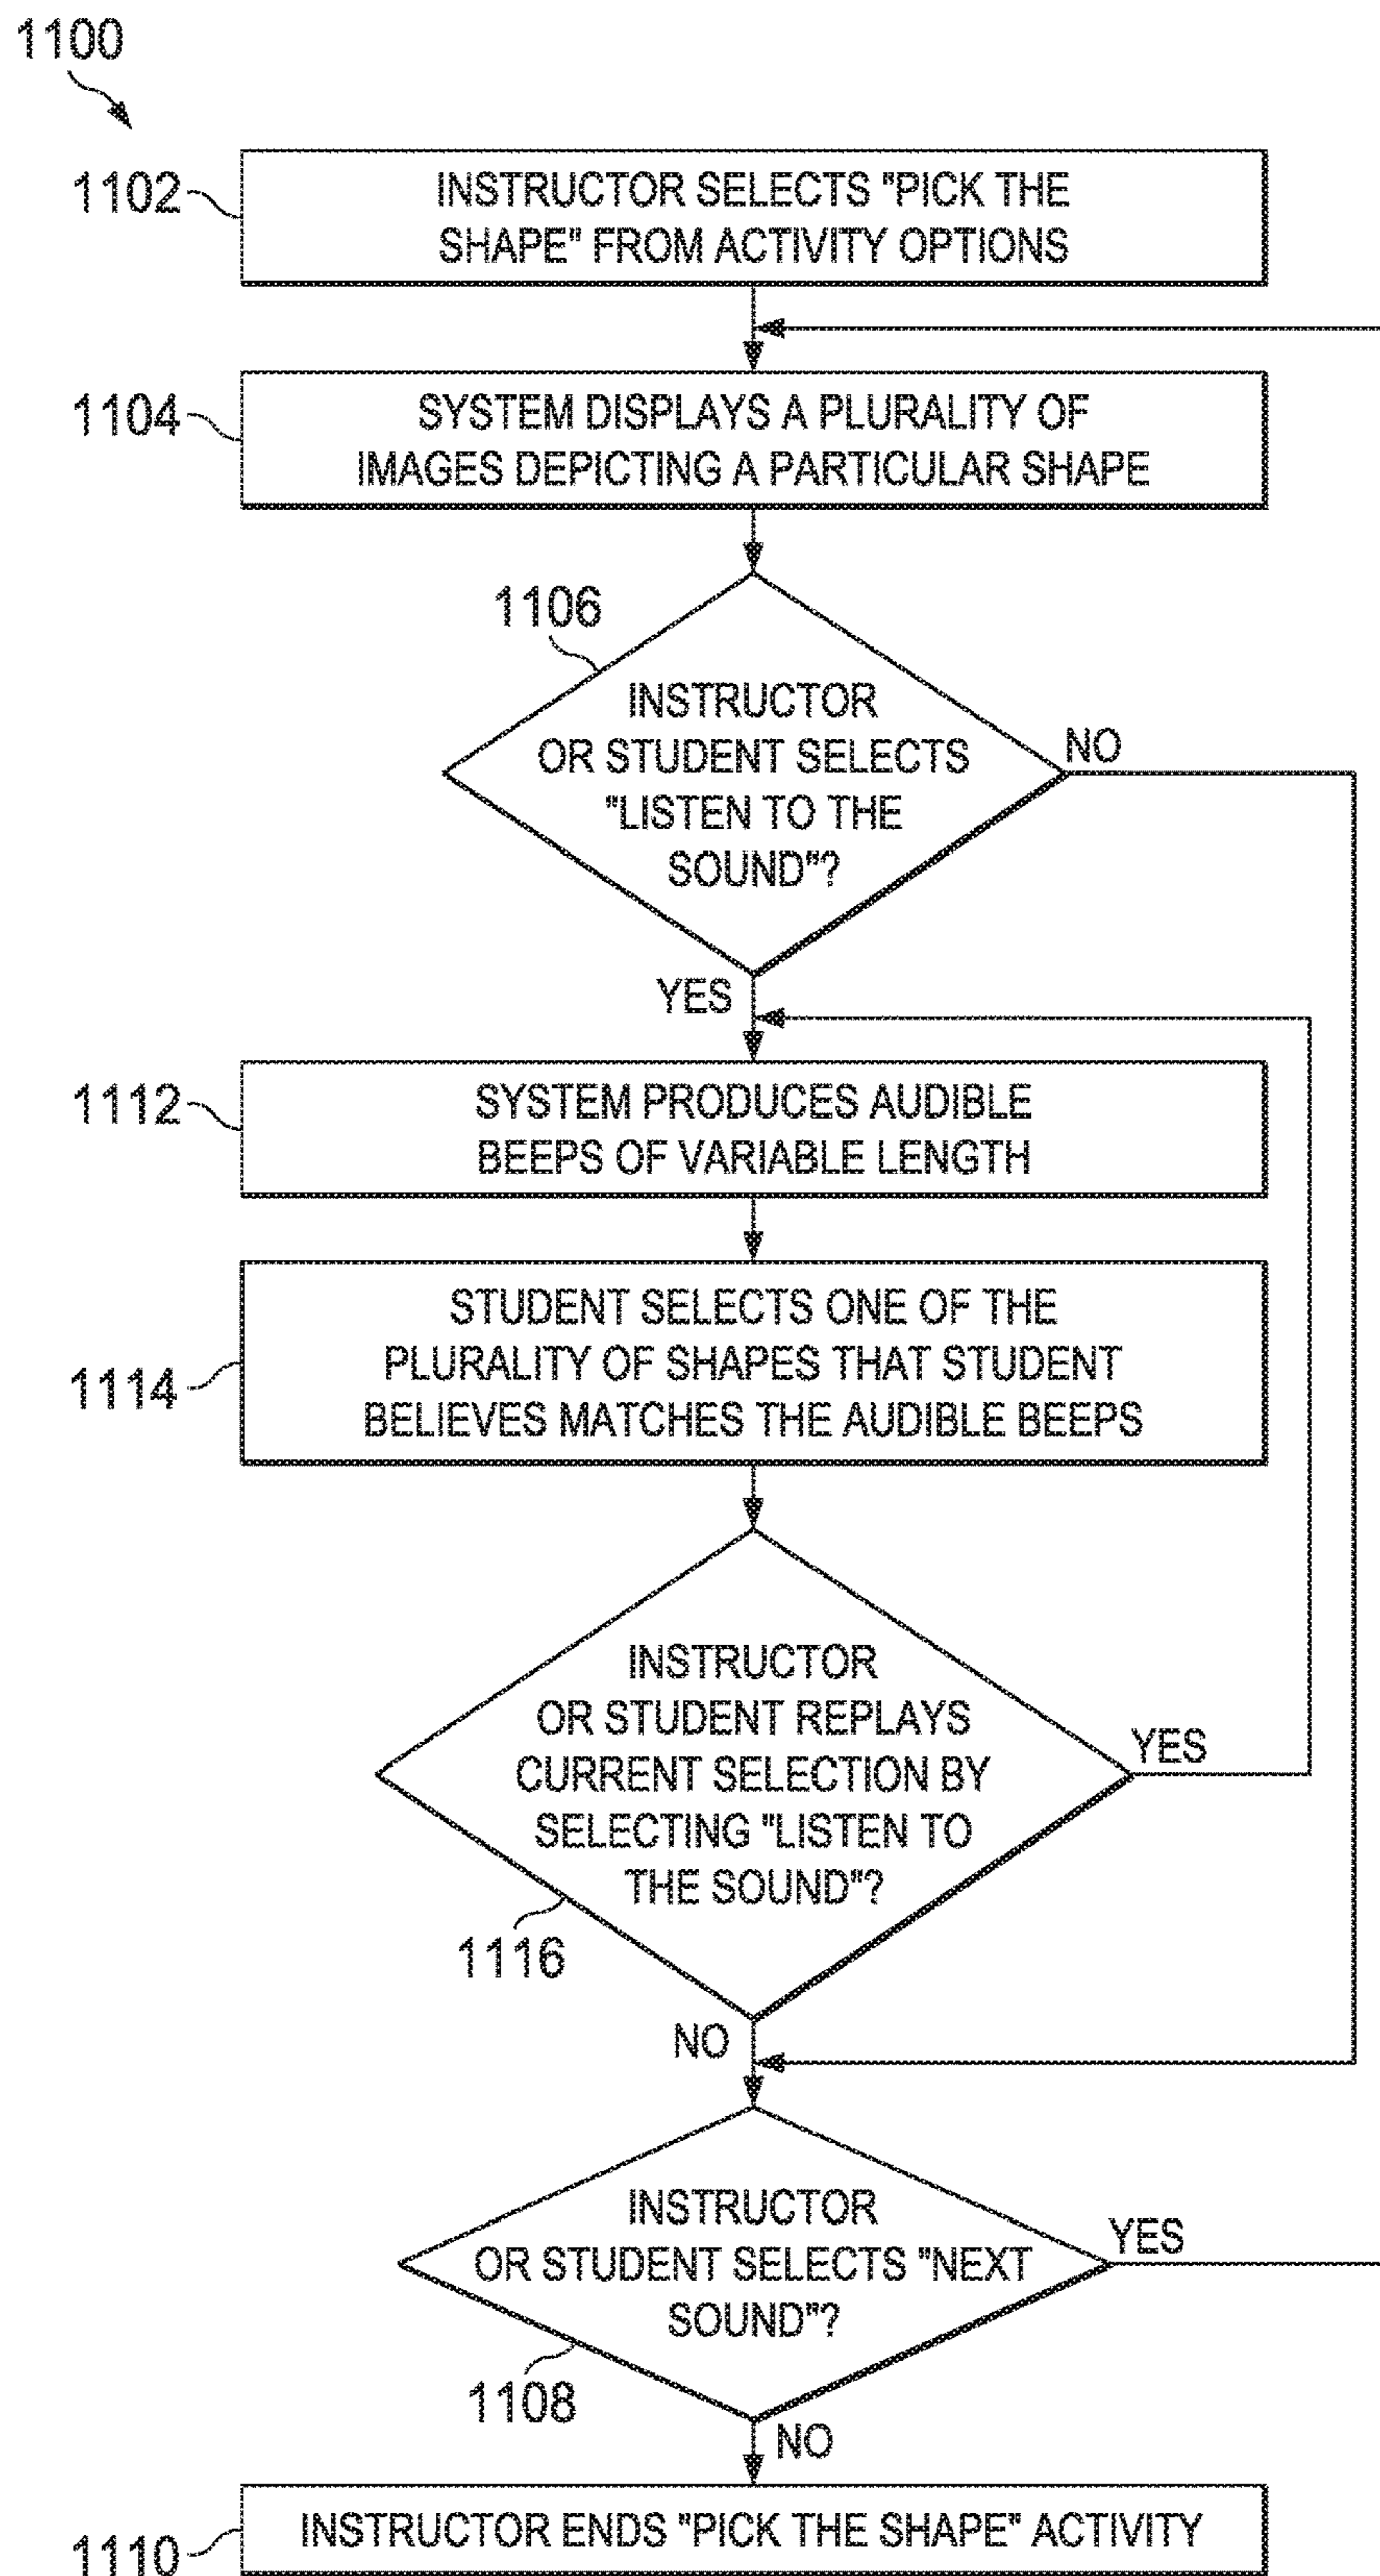 1100
1102
INSTRUCTOR SELECTS "PICK THE
SHAPE" FROM ACTIVITY OPTIONS
1104
SYSTEM DISPLAYS A PLURALITY OF
IMAGES DEPICTING A PARTICULAR SHAPE
1106
INSTRUCTOR
OR STUDENT SELECTS
"LISTEN TO THE
SOUND"?
NO
YES
1112
SYSTEM PRODUCES AUDIBLE
BEEPS OF VARIABLE LENGTH
1114
STUDENT SELECTS ONE OF THE
PLURALITY OF SHAPES THAT STUDENT
BELIEVES MATCHES THE AUDIBLE BEEPS
INSTRUCTOR
OR STUDENT REPLAYS
CURRENT SELECTION BY
SELECTING "LISTEN TO
THE SOUND"?
YES
1116
NO
INSTRUCTOR
OR STUDENT SELECTS "NEXT
SOUND"?
YES
1108
NO
1110
INSTRUCTOR ENDS "PICK THE SHAPE" ACTIVITY